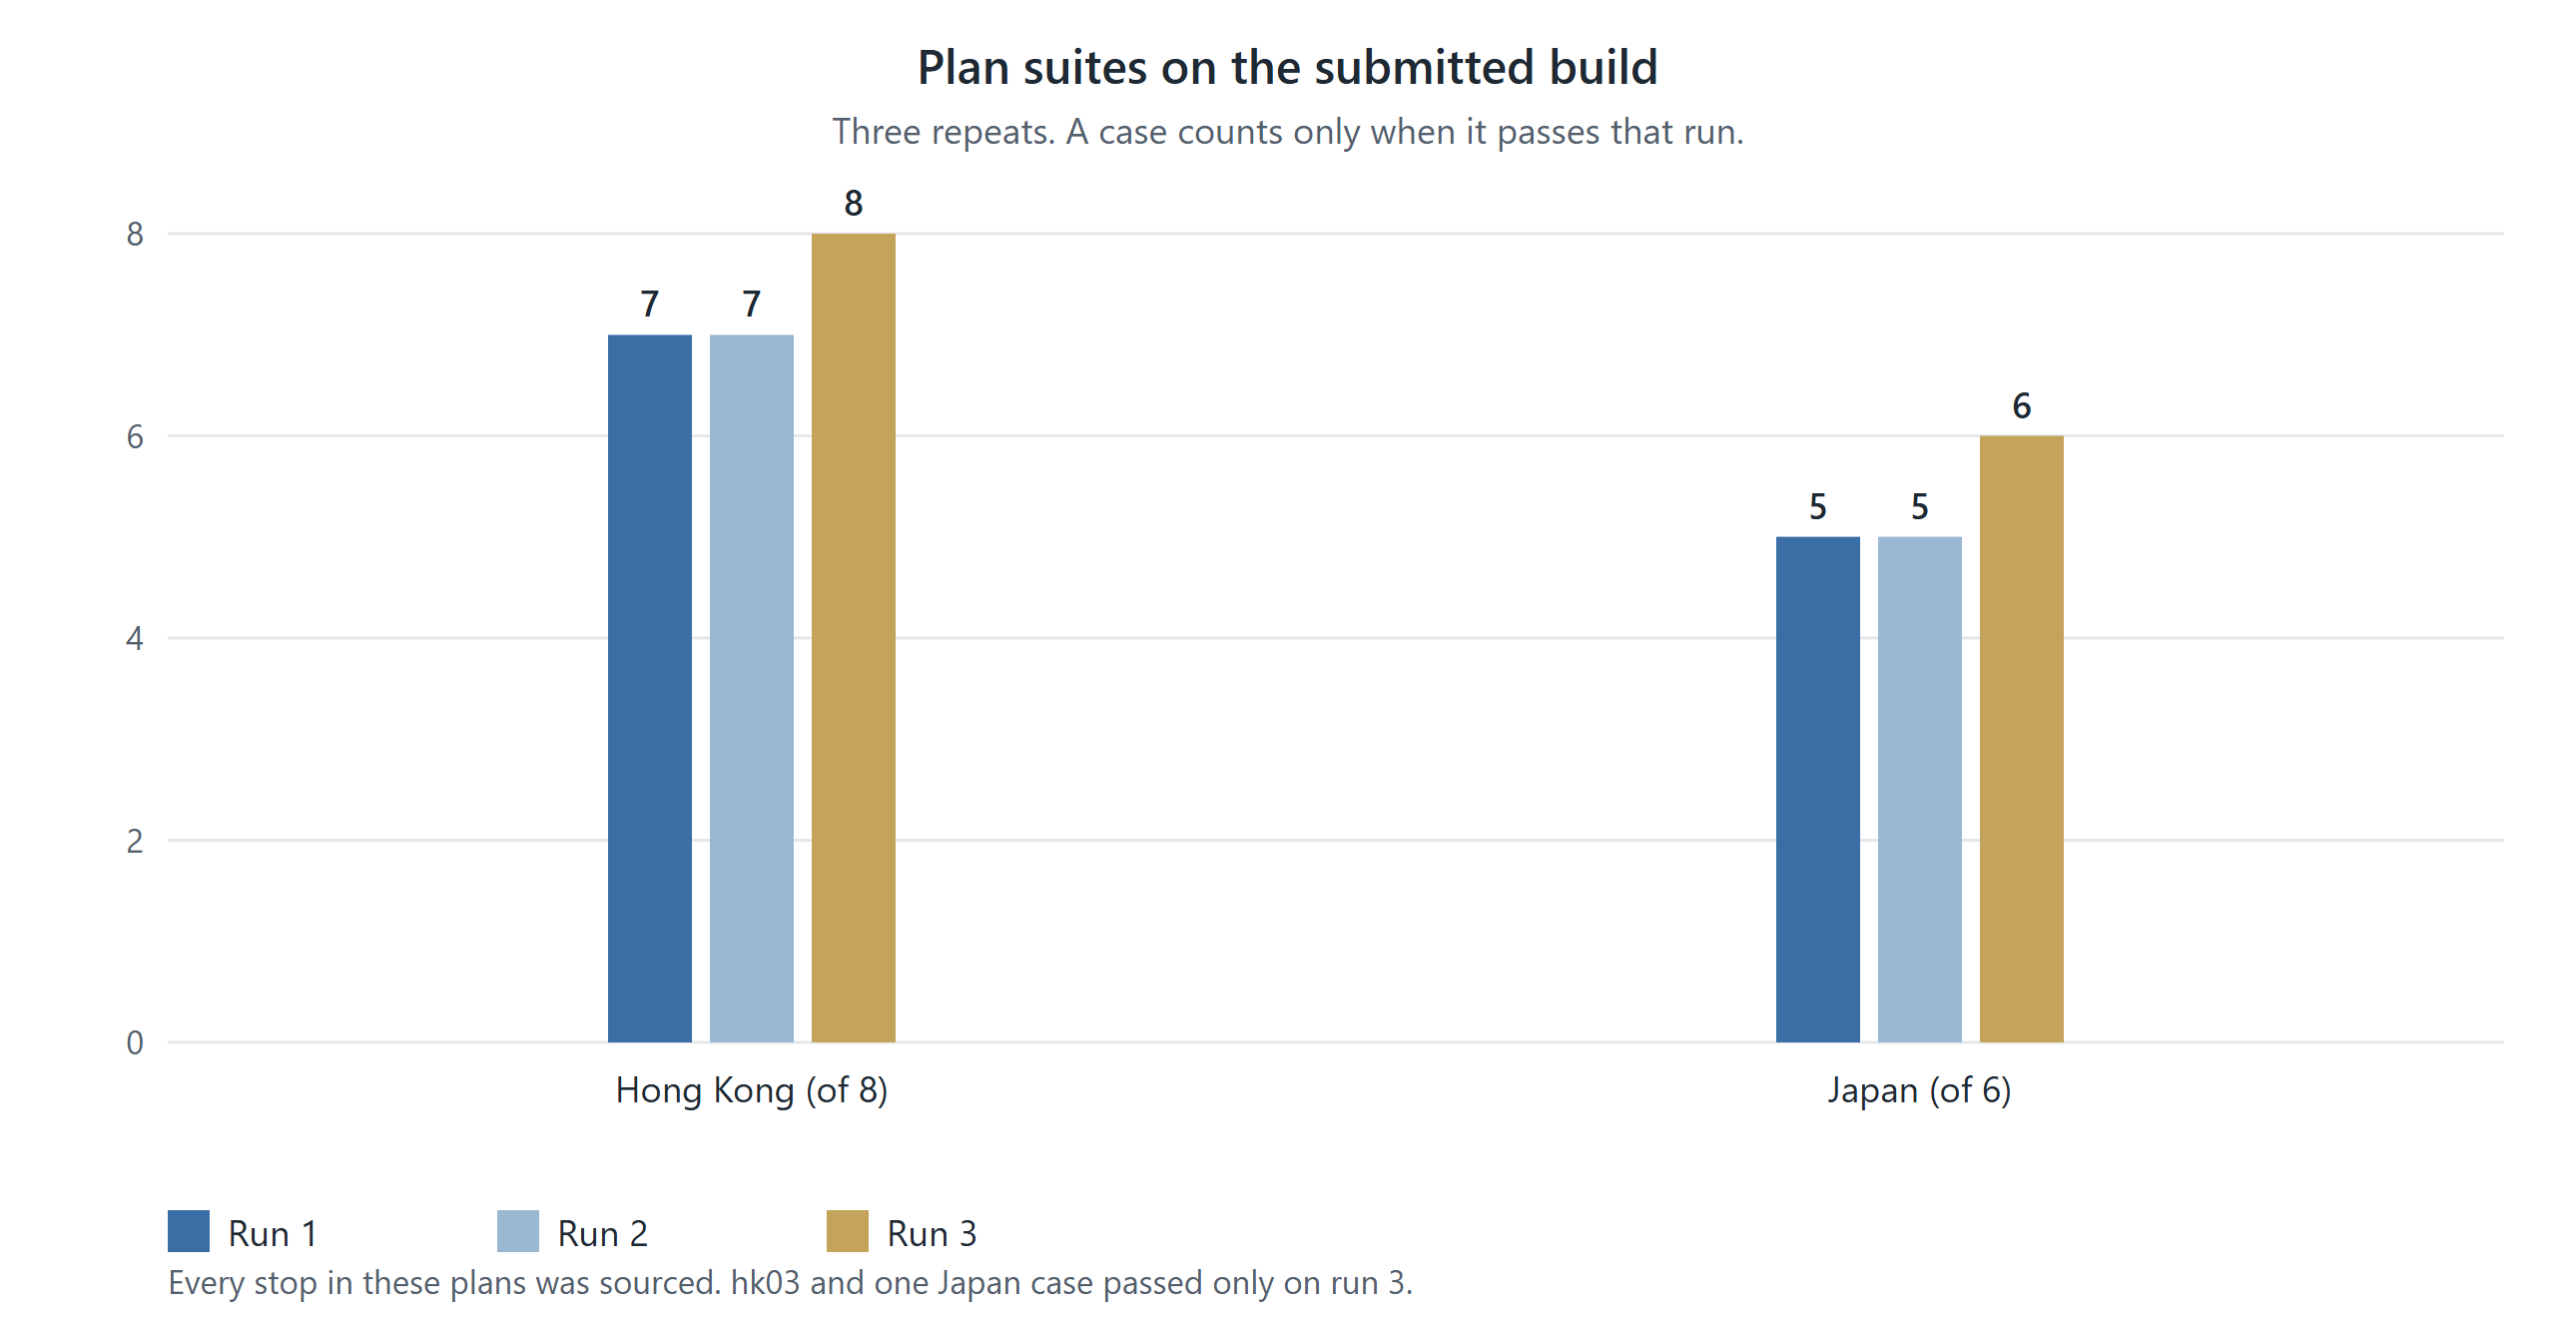 Plan suites on the submitted build
Three repeats. A case counts only when it passes that run.
8
6
4
2
0
7
7
8
5
5
6
Hong Kong (of 8)
Japan (of 6)
Run 1
Run 2
Run 3
Every stop in these plans was sourced. hk03 and one Japan case passed only on run 3.